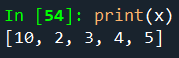 In [54]: print(x)
[10, 2, 3, 4, 5]